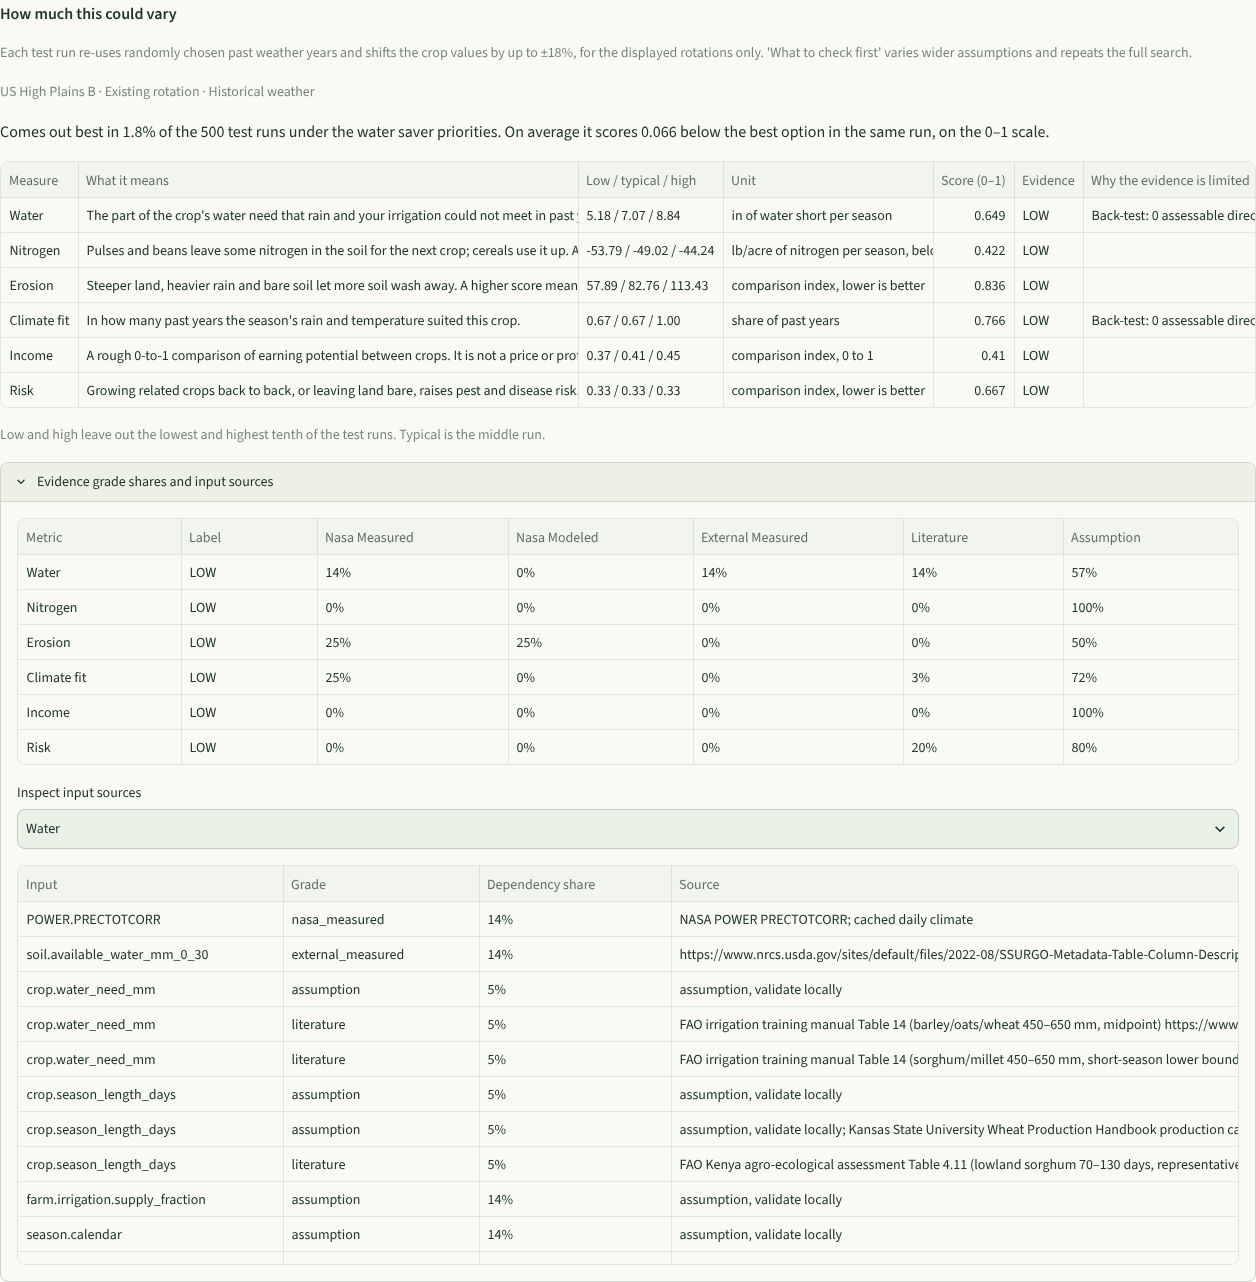 How much this could vary
Each test run re-uses randomly chosen past weather years and shifts the crop values by up to ±18%, for the displayed rotations only. 'What to check first' varies wider assumptions and repeats the full search.
US High Plains B · Existing rotation · Historical weather
Comes out best in 1.8% of the 500 test runs under the water saver priorities. On average it scores 0.066 below the best option in the same run, on the 0–1 scale.
Measure What it means Low / typical / high Unit Score (0–1) Evidence Why the evidence is limited
Water The part of the crop's water need that rain and your irrigation could not meet in past 5.18 / 7.07 / 8.84 in of water short per season 0.649 LOW Back-test: 0 assessable direc
Nitrogen Pulses and beans leave some nitrogen in the soil for the next crop; cereals use it up. A -53.79 / -49.02 / -44.24 lb/acre of nitrogen per season, belo 0.422 LOW
Erosion Steeper land, heavier rain and bare soil let more soil wash away. A higher score mean 57.89 / 82.76 / 113.43 comparison index, lower is better 0.836 LOW
Climate fit In how many past years the season's rain and temperature suited this crop. 0.67 / 0.67 / 1.00 share of past years 0.766 LOW Back-test: 0 assessable direc
Income A rough 0-to-1 comparison of earning potential between crops. It is not a price or prof 0.37 / 0.41 / 0.45 comparison index, 0 to 1 0.41 LOW
Risk Growing related crops back to back, or leaving land bare, raises pest and disease risk. 0.33 / 0.33 / 0.33 comparison index, lower is better 0.667 LOW
Low and high leave out the lowest and highest tenth of the test runs. Typical is the middle run.
Evidence grade shares and input sources
Metric Label Nasa Measured Nasa Modeled External Measured Literature Assumption
Water LOW 14% 0% 14% 14% 57%
Nitrogen LOW 0% 0% 0% 0% 100%
Erosion LOW 25% 25% 0% 0% 50%
Climate fit LOW 25% 0% 0% 3% 72%
Income LOW 0% 0% 0% 0% 100%
Risk LOW 0% 0% 0% 20% 80%
Inspect input sources
Water
Input Grade Dependency share Source
POWER.PRECTOTCORR nasa_measured 14% NASA POWER PRECTOTCORR; cached daily climate
soil.available_water_mm_0_30 external_measured 14% https://www.nrcs.usda.gov/sites/default/files/2022-08/SSURGO-Metadata-Table-Column-Descrip
crop.water_need_mm assumption 5% assumption, validate locally
crop.water_need_mm literature 5% FAO irrigation training manual Table 14 (barley/oats/wheat 450–650 mm, midpoint) https://www
crop.water_need_mm literature 5% FAO irrigation training manual Table 14 (sorghum/millet 450–650 mm, short-season lower bound
crop.season_length_days assumption 5% assumption, validate locally
crop.season_length_days assumption 5% assumption, validate locally; Kansas State University Wheat Production Handbook production ca
crop.season_length_days literature 5% FAO Kenya agro-ecological assessment Table 4.11 (lowland sorghum 70–130 days, representative
farm.irrigation.supply_fraction assumption 14% assumption, validate locally
season.calendar assumption 14% assumption, validate locally